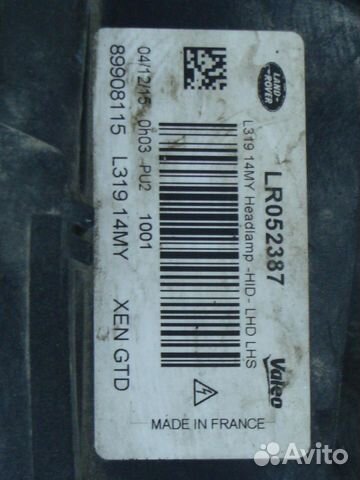 LAND
ROVER
LR052387
L319 14MY Headlamp -HID- LHD LHS
Valeo
04/12/15 0h03 PU2 1001
89908115 L319 14MY XEN GTD
MADE IN FRANCE
Avito